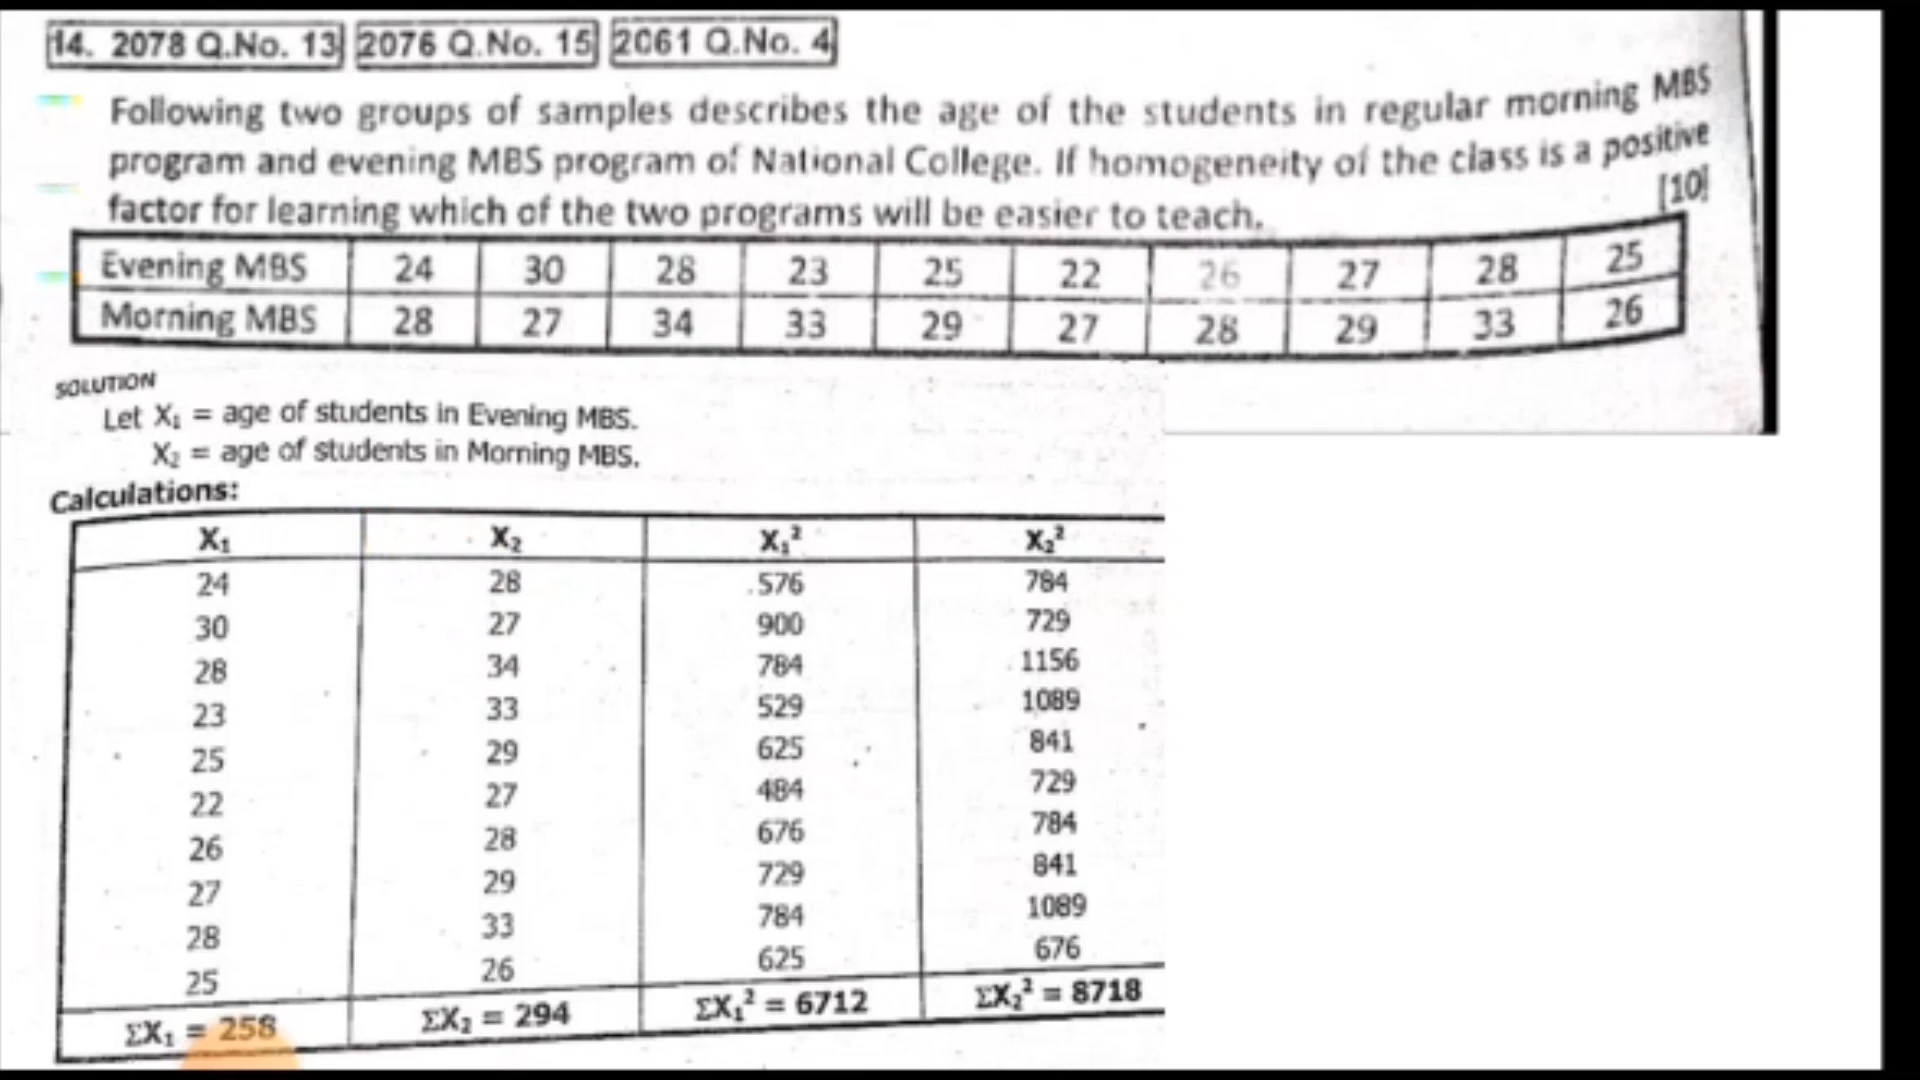 14. 2078 Q.No. 13 2076 Q.No. 15 2061 Q.No. 4
Following two groups of samples describes the age of the students in regular morning MBS
program and evening MBS program of National College. If homogeneity of the class is a positive
factor for learning which of the two programs will be easier to teach. [10]
Evening MBS 24 30 28 23 25 22 26 27 28 25
Morning MBS 28 27 34 33 29 27 28 29 33 26
SOLUTION
Let X₁ = age of students in Evening MBS.
X₂ = age of students in Morning MBS.
Calculations:
X₁ X₂ X₁² X₂²
24 28 576 784
30 27 900 729
28 34 784 1156
23 33 529 1089
25 29 625 841
22 27 484 729
26 28 676 784
27 29 729 841
28 33 784 1089
25 26 625 676
ΣX₁ = 258 ΣX₂ = 294 ΣX₁² = 6712 ΣX₂² = 8718